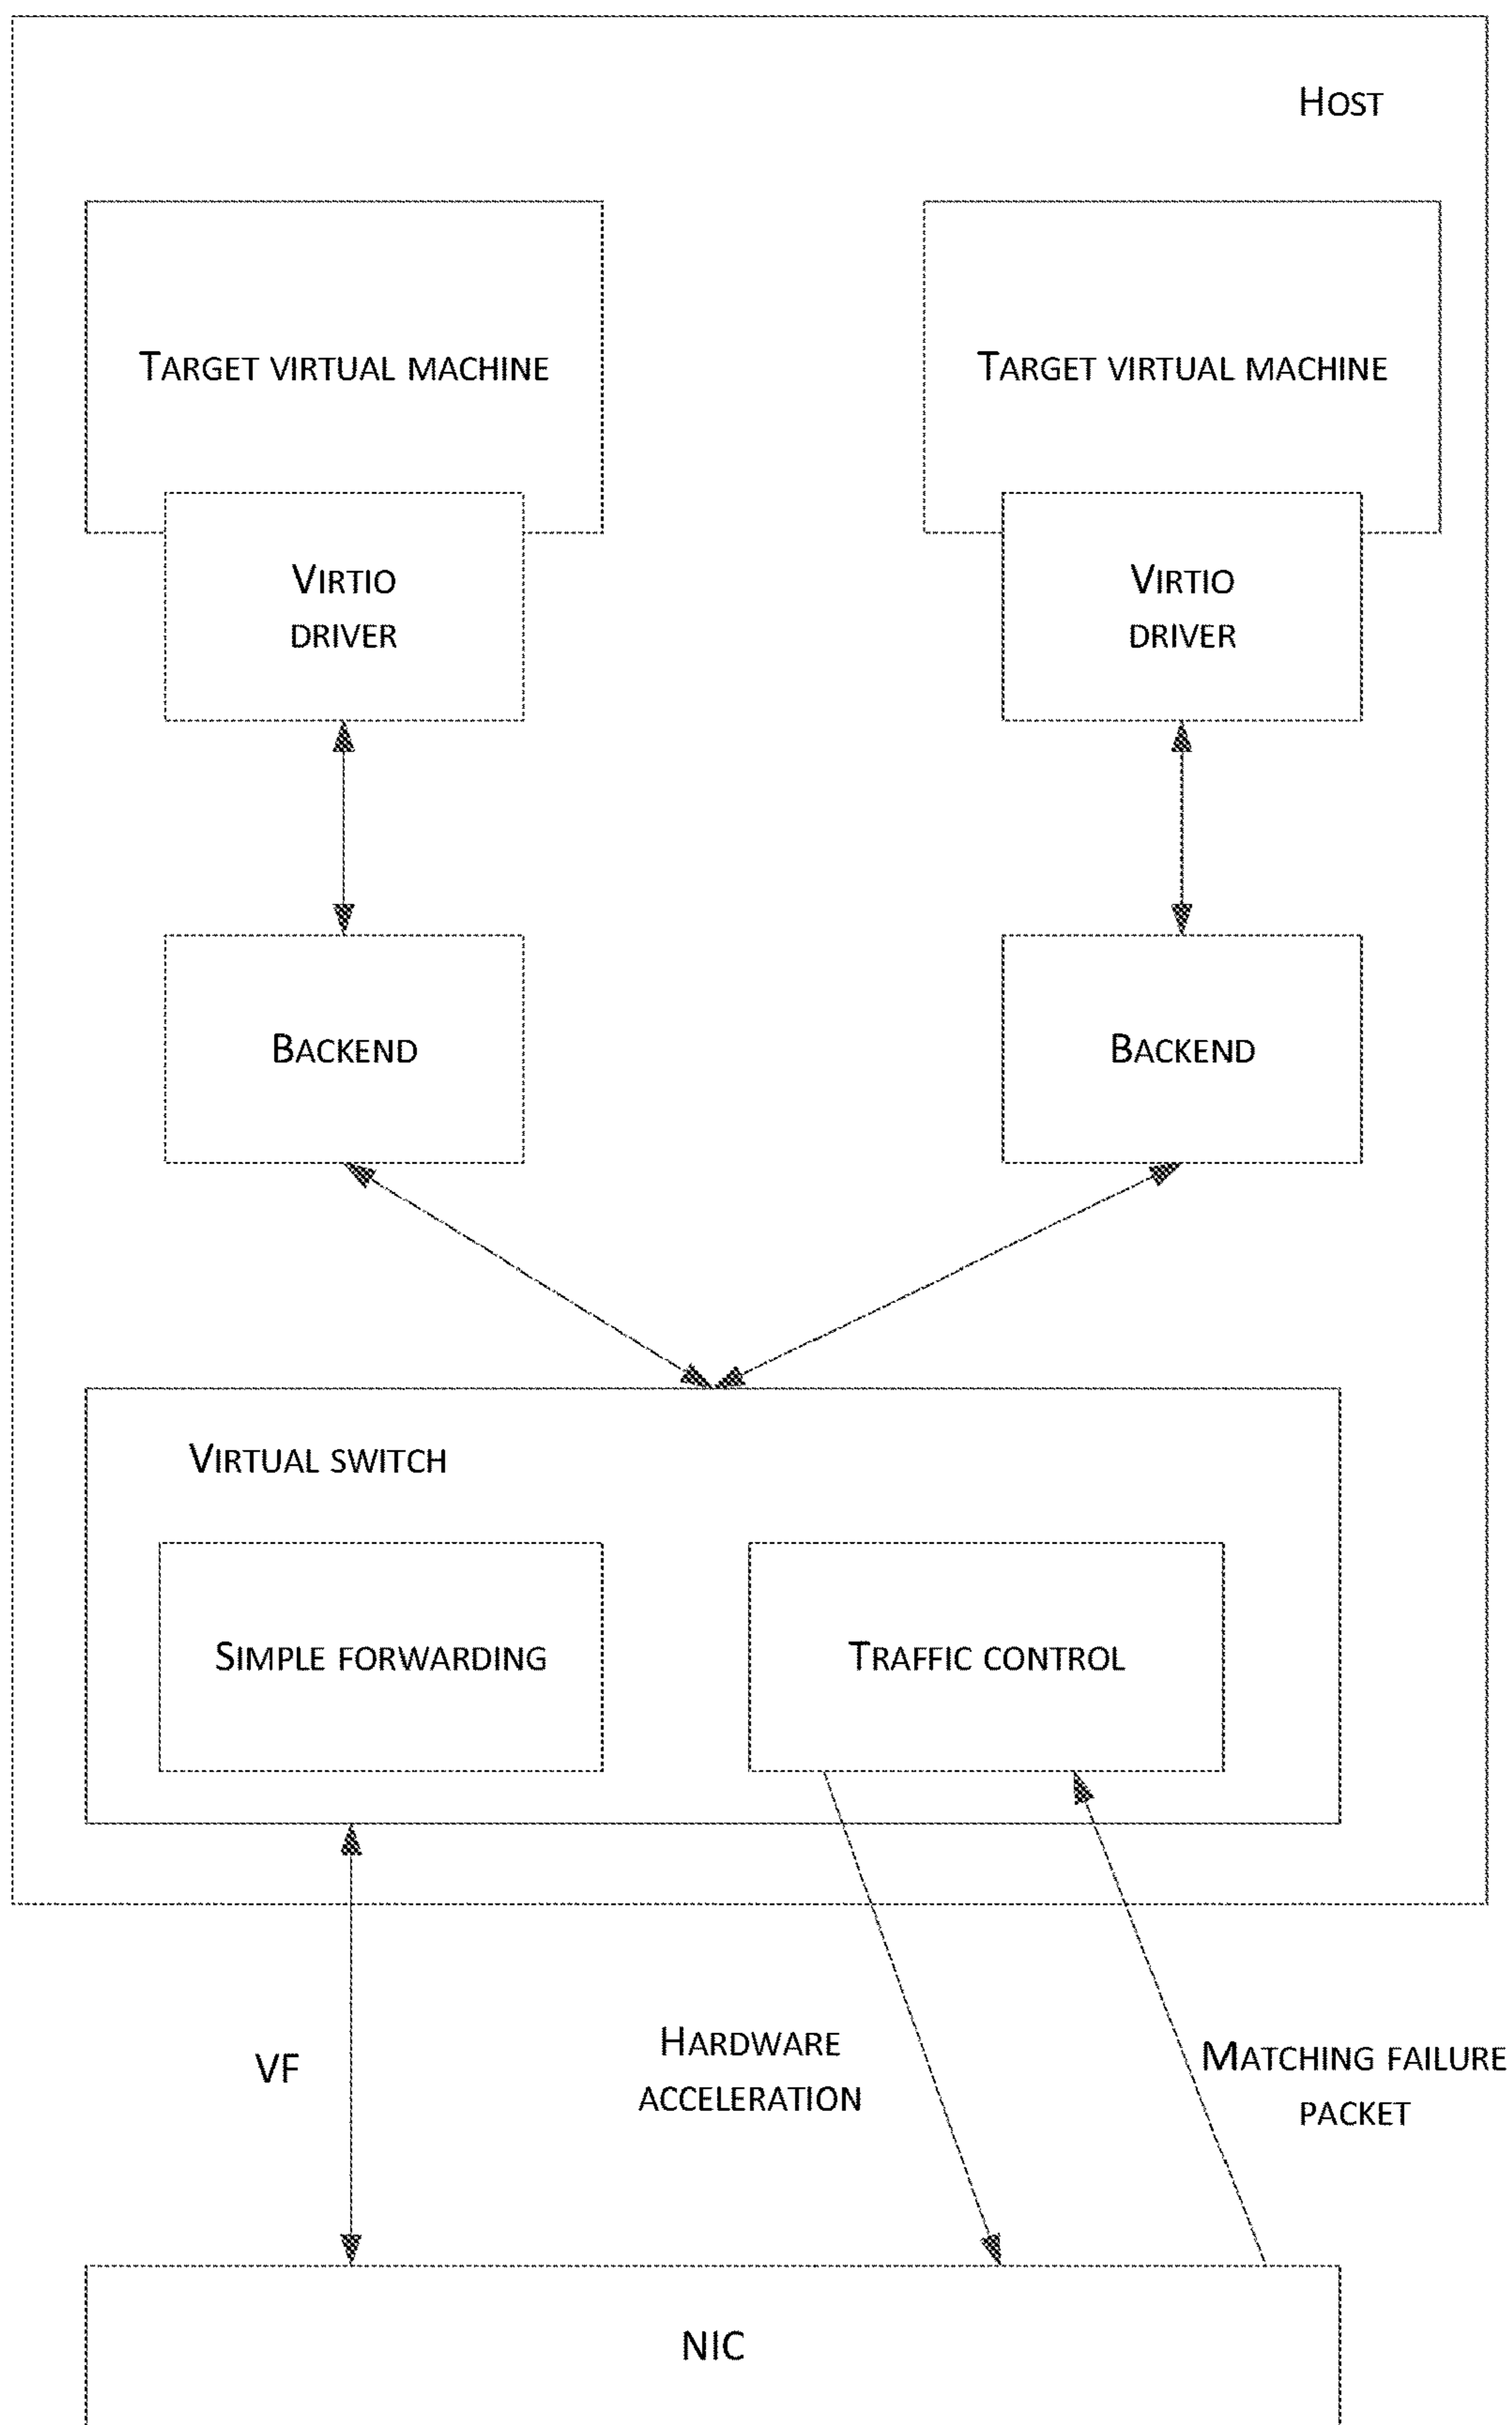 HOST
TARGET VIRTUAL MACHINE
TARGET VIRTUAL MACHINE
VIRTIO
DRIVER
VIRTIO
DRIVER
BACKEND
BACKEND
VIRTUAL SWITCH
SIMPLE FORWARDING
TRAFFIC CONTROL
VF
HARDWARE
ACCELERATION
MATCHING FAILURE
PACKET
NIC